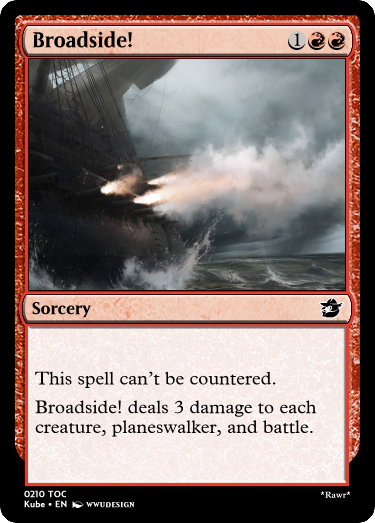 Broadside!
1
Sorcery
This spell can't be countered.
Broadside! deals 3 damage to each
creature, planeswalker, and battle.
0210 TOC
Kube • EN WWUDESIGN
*Rawr*